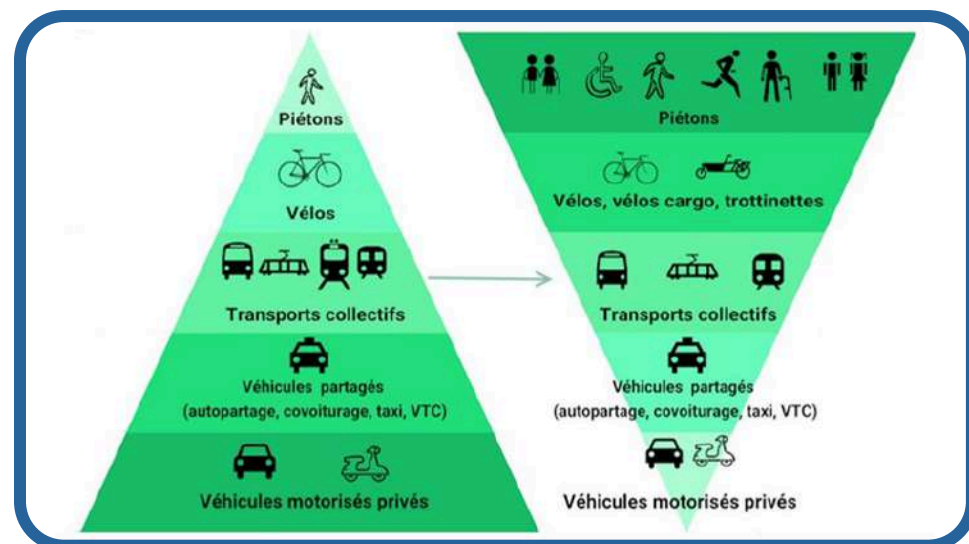 Piétons
Vélos
Transports collectifs
Véhicules partagés
(autopartage, covoiturage, taxi, VTC)
Véhicules motorisés privés
Piétons
Vélos, vélos cargo, trottinettes
Transports collectifs
Véhicules partagés
(autopartage, covoiturage, taxi, VTC)
Véhicules motorisés privés